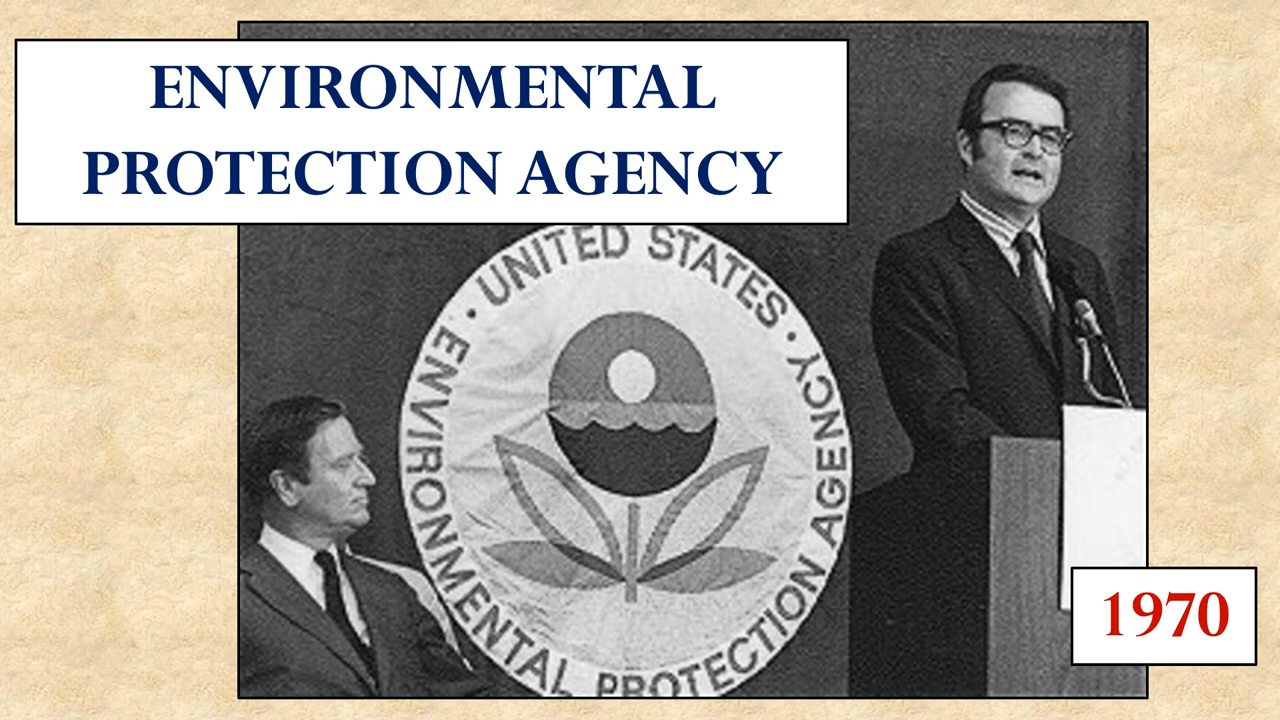 ENVIRONMENTAL
PROTECTION AGENCY
UNITED STATES
ENVIRONMENTAL PROTECTION AGENCY
1970